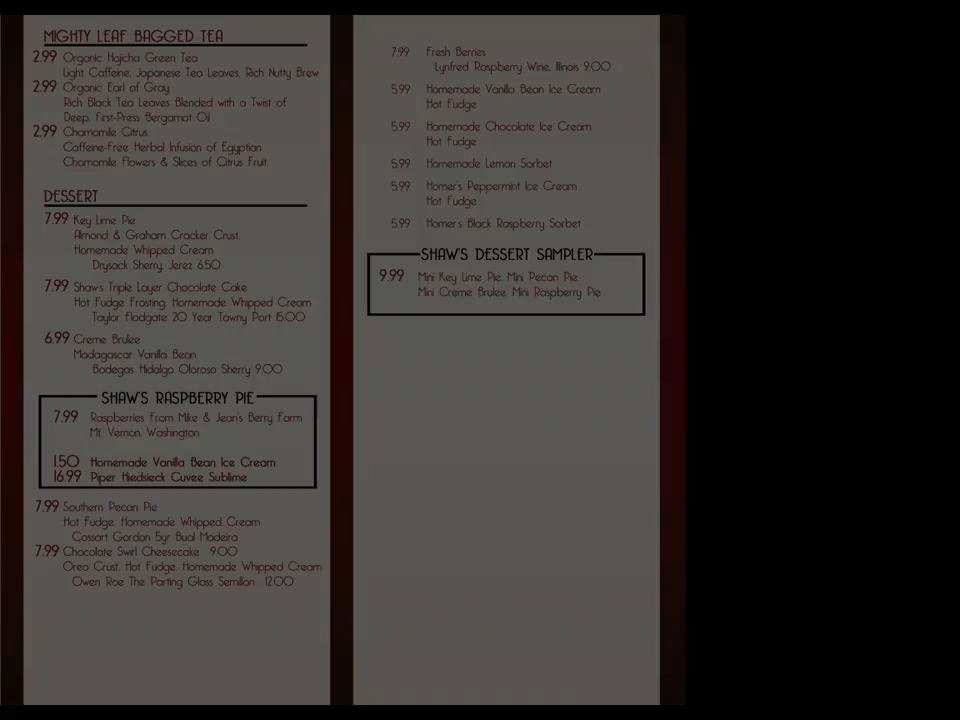 MIGHTY LEAF BAGGED TEA
2.99 Organic Hojicha Green Tea
Light Caffeine, Japanese Tea Leaves, Rich Nutty Brew
2.99 Organic Earl of Gray
Rich Black Tea Leaves Blended with a Twist of
Deep, First-Press Bergamot Oil
2.99 Chamomile Citrus
Caffeine-Free Herbal Infusion of Egyptian
Chamomile Flowers & Slices of Citrus Fruit
DESSERT
7.99 Key Lime Pie
Almond & Graham Cracker Crust,
Homemade Whipped Cream
Drysack Sherry, Jerez 6.50
7.99 Shaw's Triple Layer Chocolate Cake
Hot Fudge Frosting, Homemade Whipped Cream
Taylor Fladgate 20 Year Tawny Port 15.00
6.99 Creme Brulee
Madagascar Vanilla Bean
Bodegas Hidalgo Oloroso Sherry 9.00
SHAW'S RASPBERRY PIE
7.99 Raspberries From Mike & Jean's Berry Farm
Mt. Vernon, Washington
1.50 Homemade Vanilla Bean Ice Cream
16.99 Piper Hiedsieck Cuvee Sublime
7.99 Southern Pecan Pie
Hot Fudge, Homemade Whipped Cream
Cossart Gordon 5yr Bual Madeira
7.99 Chocolate Swirl Cheesecake 9.00
Oreo Crust, Hot Fudge, Homemade Whipped Cream
Owen Roe The Parting Glass Semillon 12.00
7.99 Fresh Berries
Lynfred Raspberry Wine, Illinois 9.00
5.99 Homemade Vanilla Bean Ice Cream
Hot Fudge
5.99 Homemade Chocolate Ice Cream
Hot Fudge
5.99 Homemade Lemon Sorbet
5.99 Homer's Peppermint Ice Cream
Hot Fudge
5.99 Homer's Black Raspberry Sorbet
SHAW'S DESSERT SAMPLER
9.99 Mini Key Lime Pie, Mini Pecan Pie,
Mini Creme Brulee, Mini Raspberry Pie